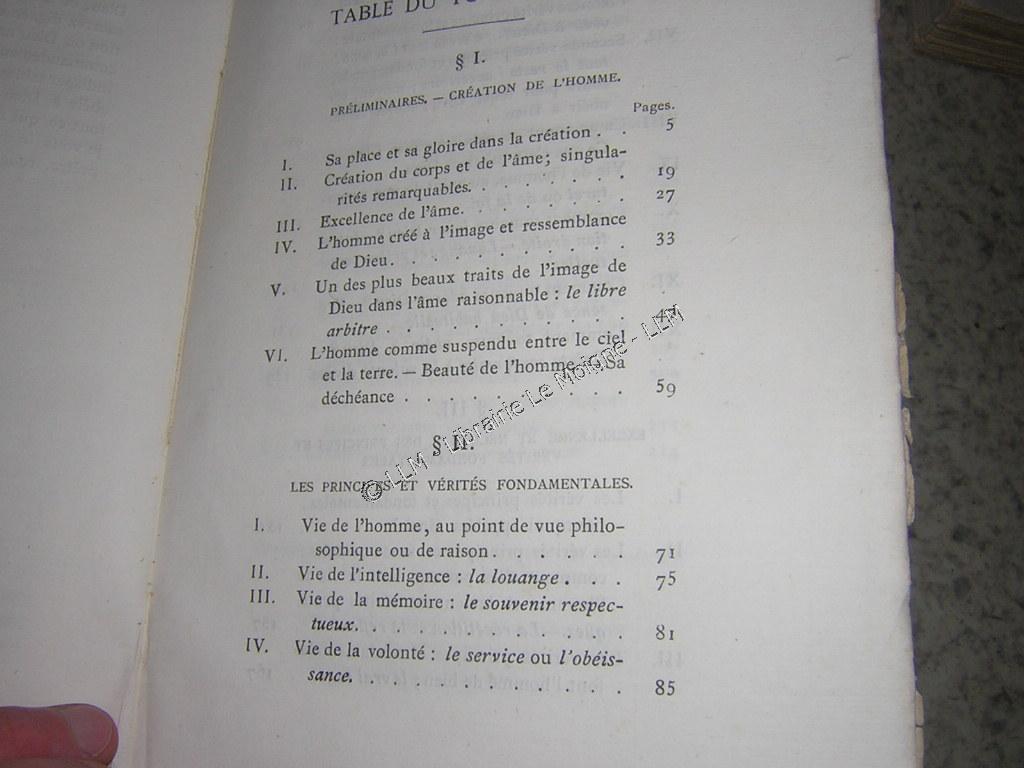 TABLE DU
§ I.
PRÉLIMINAIRES. — CRÉATION DE L'HOMME.
Pages.
I. Sa place et sa gloire dans la création . . 5
II. Création du corps et de l'âme; singula-
rités remarquables. . . . . . . . 19
III. Excellence de l'âme. . . . . . . . 27
IV. L'homme créé à l'image et ressemblance
de Dieu. . . . . . . . . . . 33
V. Un des plus beaux traits de l'image de
Dieu dans l'âme raisonnable : le libre
arbitre . . . . . . . . . . .
VI. L'homme comme suspendu entre le ciel
et la terre. — Beauté de l'homme. Sa
déchéance . . . . . . . . . . 59
© LLM - Librairie Le Moigne - LLM
§ II.
LES PRINCIPES ET VÉRITÉS FONDAMENTALES.
I. Vie de l'homme, au point de vue philo-
sophique ou de raison. . . . . . 71
II. Vie de l'intelligence : la louange . . . 75
III. Vie de la mémoire : le souvenir respec-
tueux. . . . . . . . . . . . 81
IV. Vie de la volonté : le service ou l'obéis-
sance. . . . . . . . . . . . 85